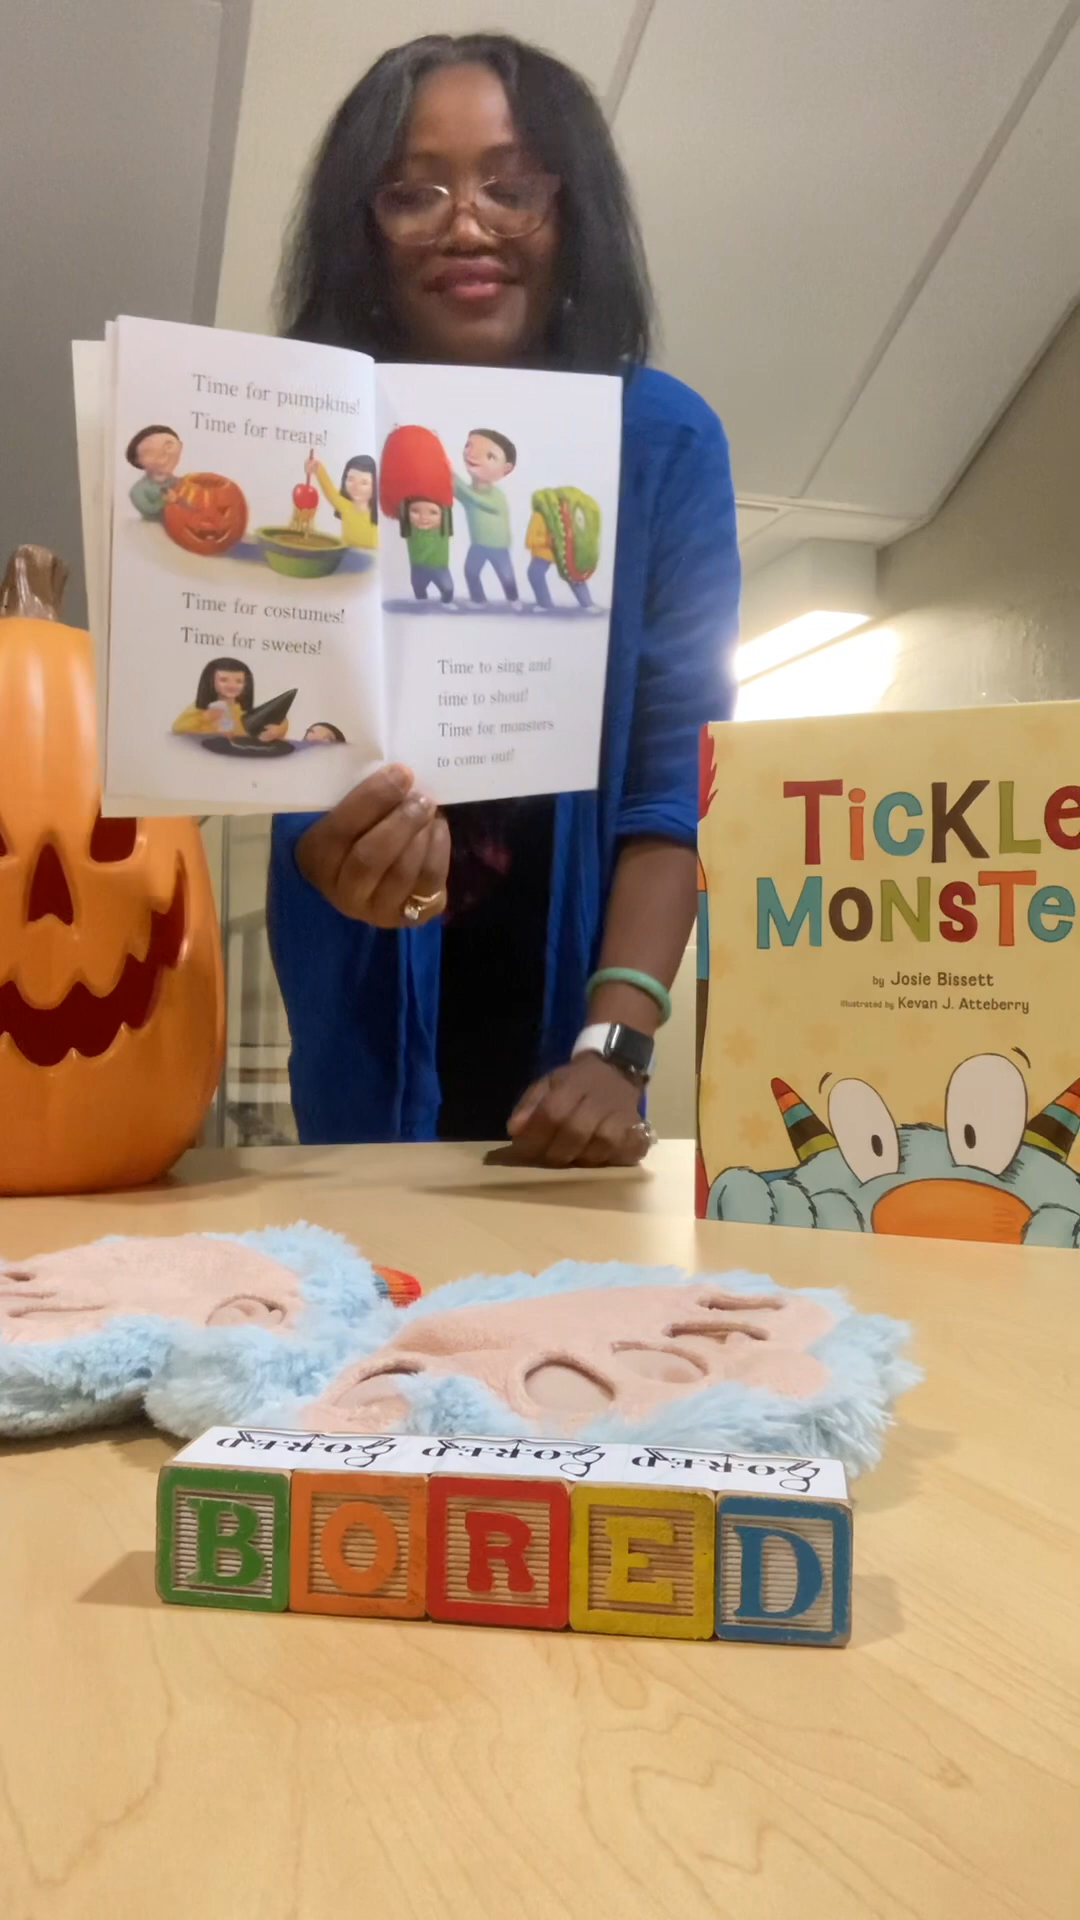 Time for pumpkins!
Time for treats!
Time for costumes!
Time for sweets!
Time to sing and
time to shout!
Time for monsters
to come out!
TiCKLe
MoNSTe
by Josie Bissett
illustrated by Kevan J. Atteberry
B.O.R.E.D B.O.R.E.D B.O.R.E.D
BORED